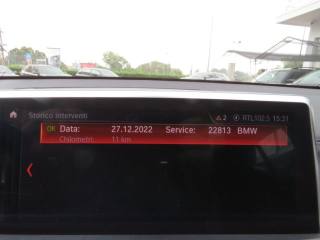 Storico interventi 2 RTL102.5 15:31
OK Data: 27.12.2022 Service: 22813 BMW
Chilometri: 11 km